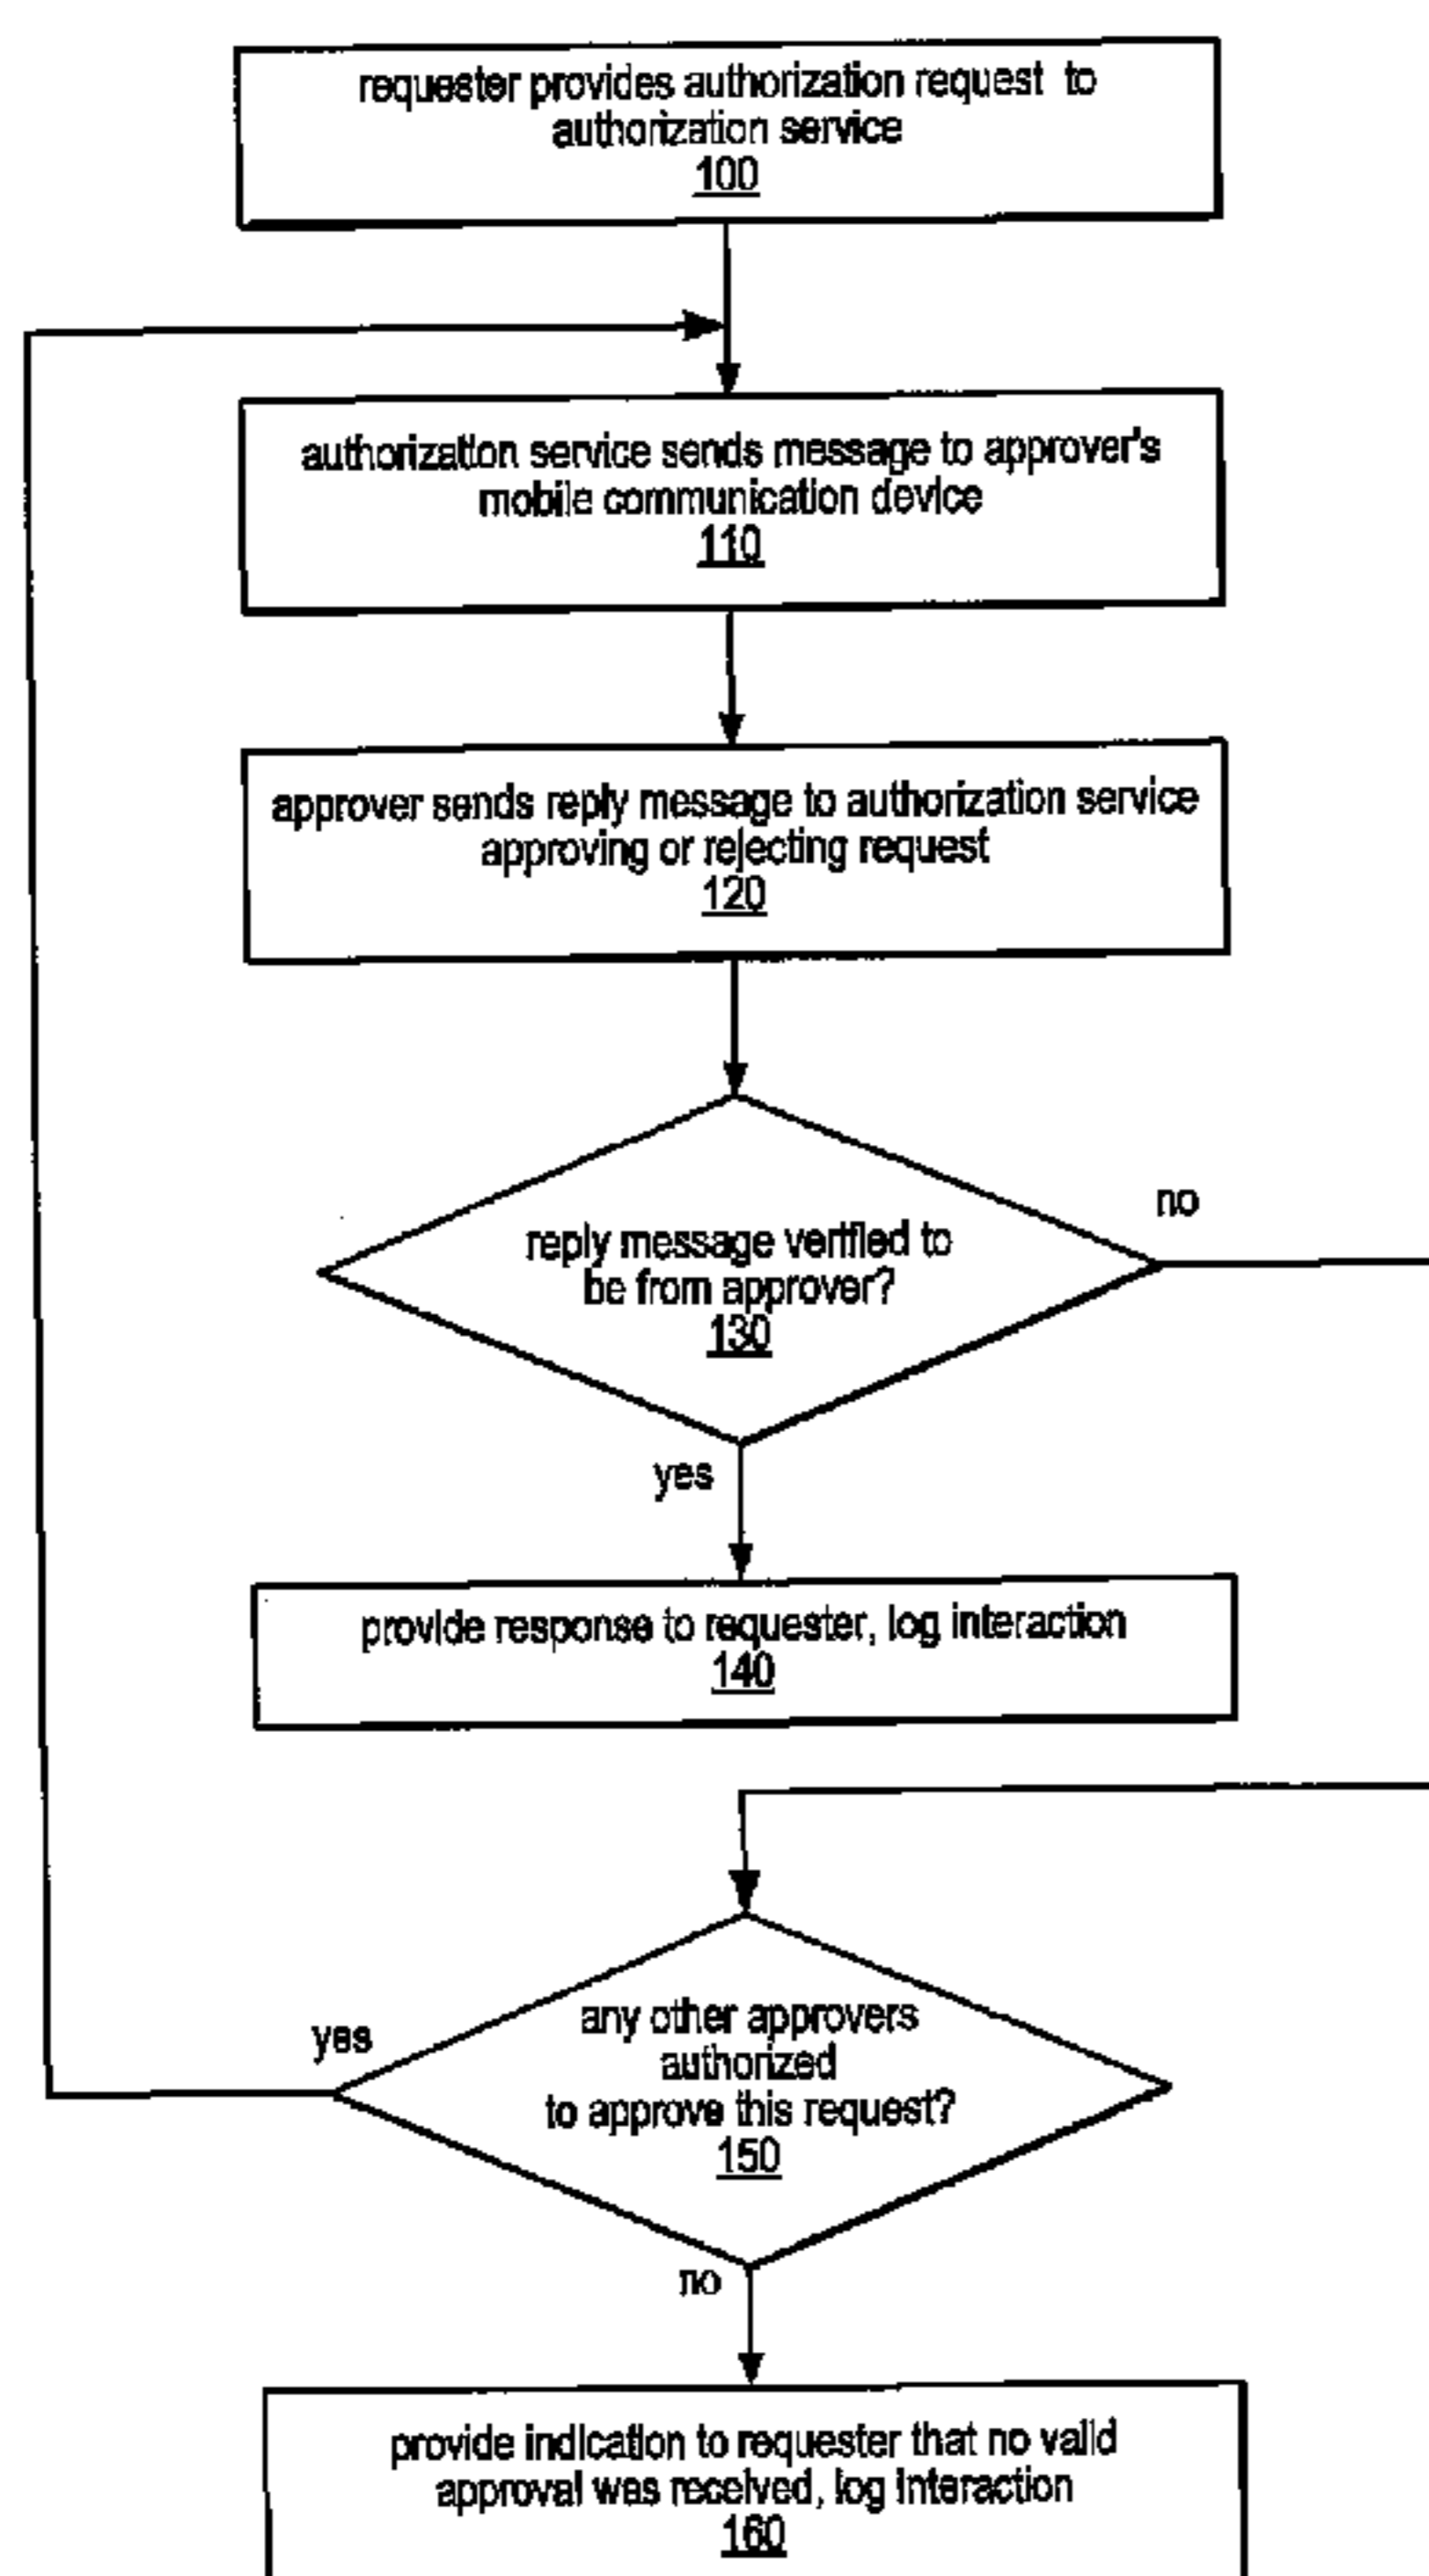 requester provides authorization request to
authorization service
100
authorization service sends message to approver's
mobile communication device
110
approver sends reply message to authorization service
approving or rejecting request
120
no
reply message verified to
be from approver?
130
yes
provide response to requester, log interaction
140
yes
any other approvers
authorized
to approve this request?
150
no
provide indication to requester that no valid
approval was received, log interaction
160